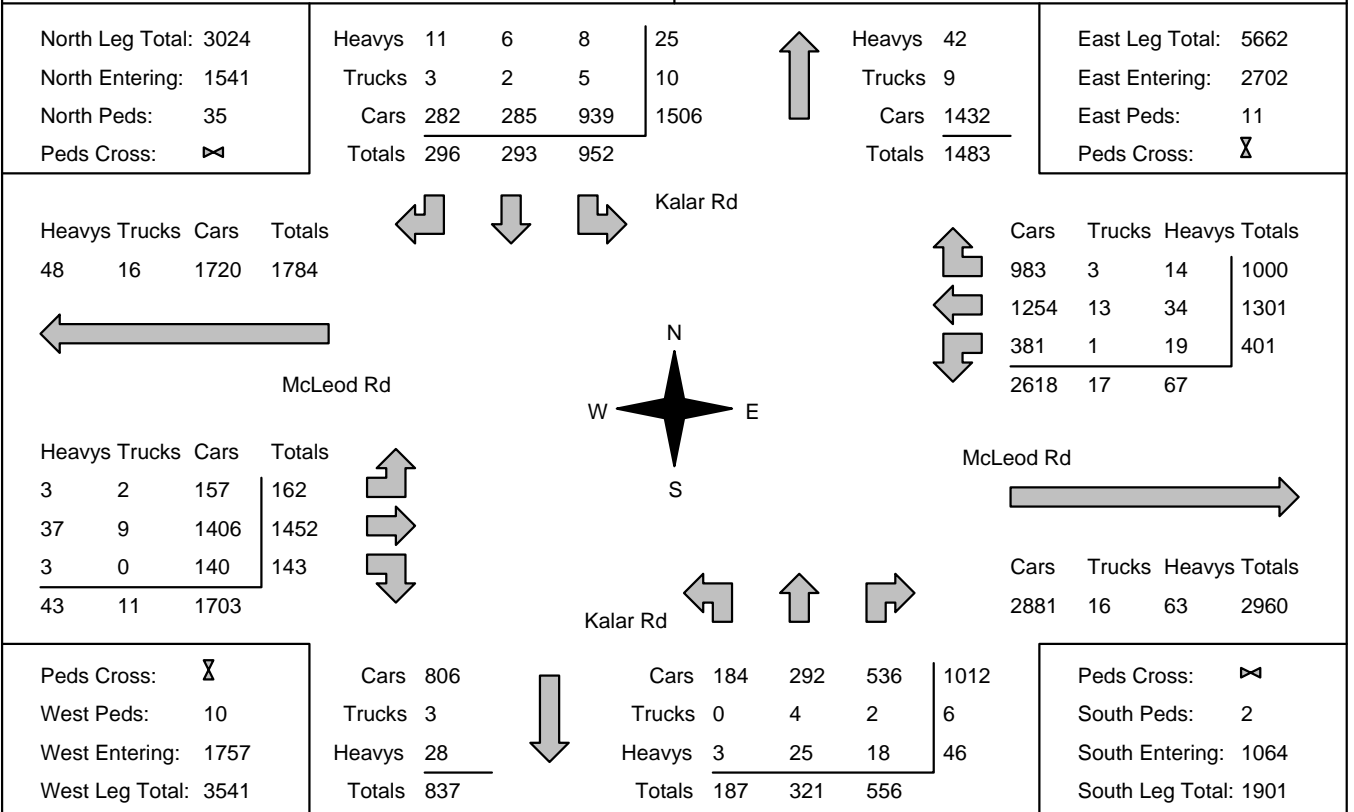 North Leg Total: 3024
North Entering: 1541
North Peds: 35
Peds Cross:
Heavys 11 6 8 25
Trucks 3 2 5 10
Cars 282 285 939 1506
Totals 296 293 952
Heavys 42
Trucks 9
Cars 1432
Totals 1483
East Leg Total: 5662
East Entering: 2702
East Peds: 11
Peds Cross:
Kalar Rd
Heavys Trucks Cars Totals
48 16 1720 1784
Cars Trucks Heavys Totals
983 3 14 1000
1254 13 34 1301
381 1 19 401
2618 17 67
McLeod Rd
N
W E
S
Heavys Trucks Cars Totals
3 2 157 162
37 9 1406 1452
3 0 140 143
43 11 1703
McLeod Rd
Cars Trucks Heavys Totals
2881 16 63 2960
Kalar Rd
Peds Cross:
West Peds: 10
West Entering: 1757
West Leg Total: 3541
Cars 806
Trucks 3
Heavys 28
Totals 837
Cars 184 292 536 1012
Trucks 0 4 2 6
Heavys 3 25 18 46
Totals 187 321 556
Peds Cross:
South Peds: 2
South Entering: 1064
South Leg Total: 1901